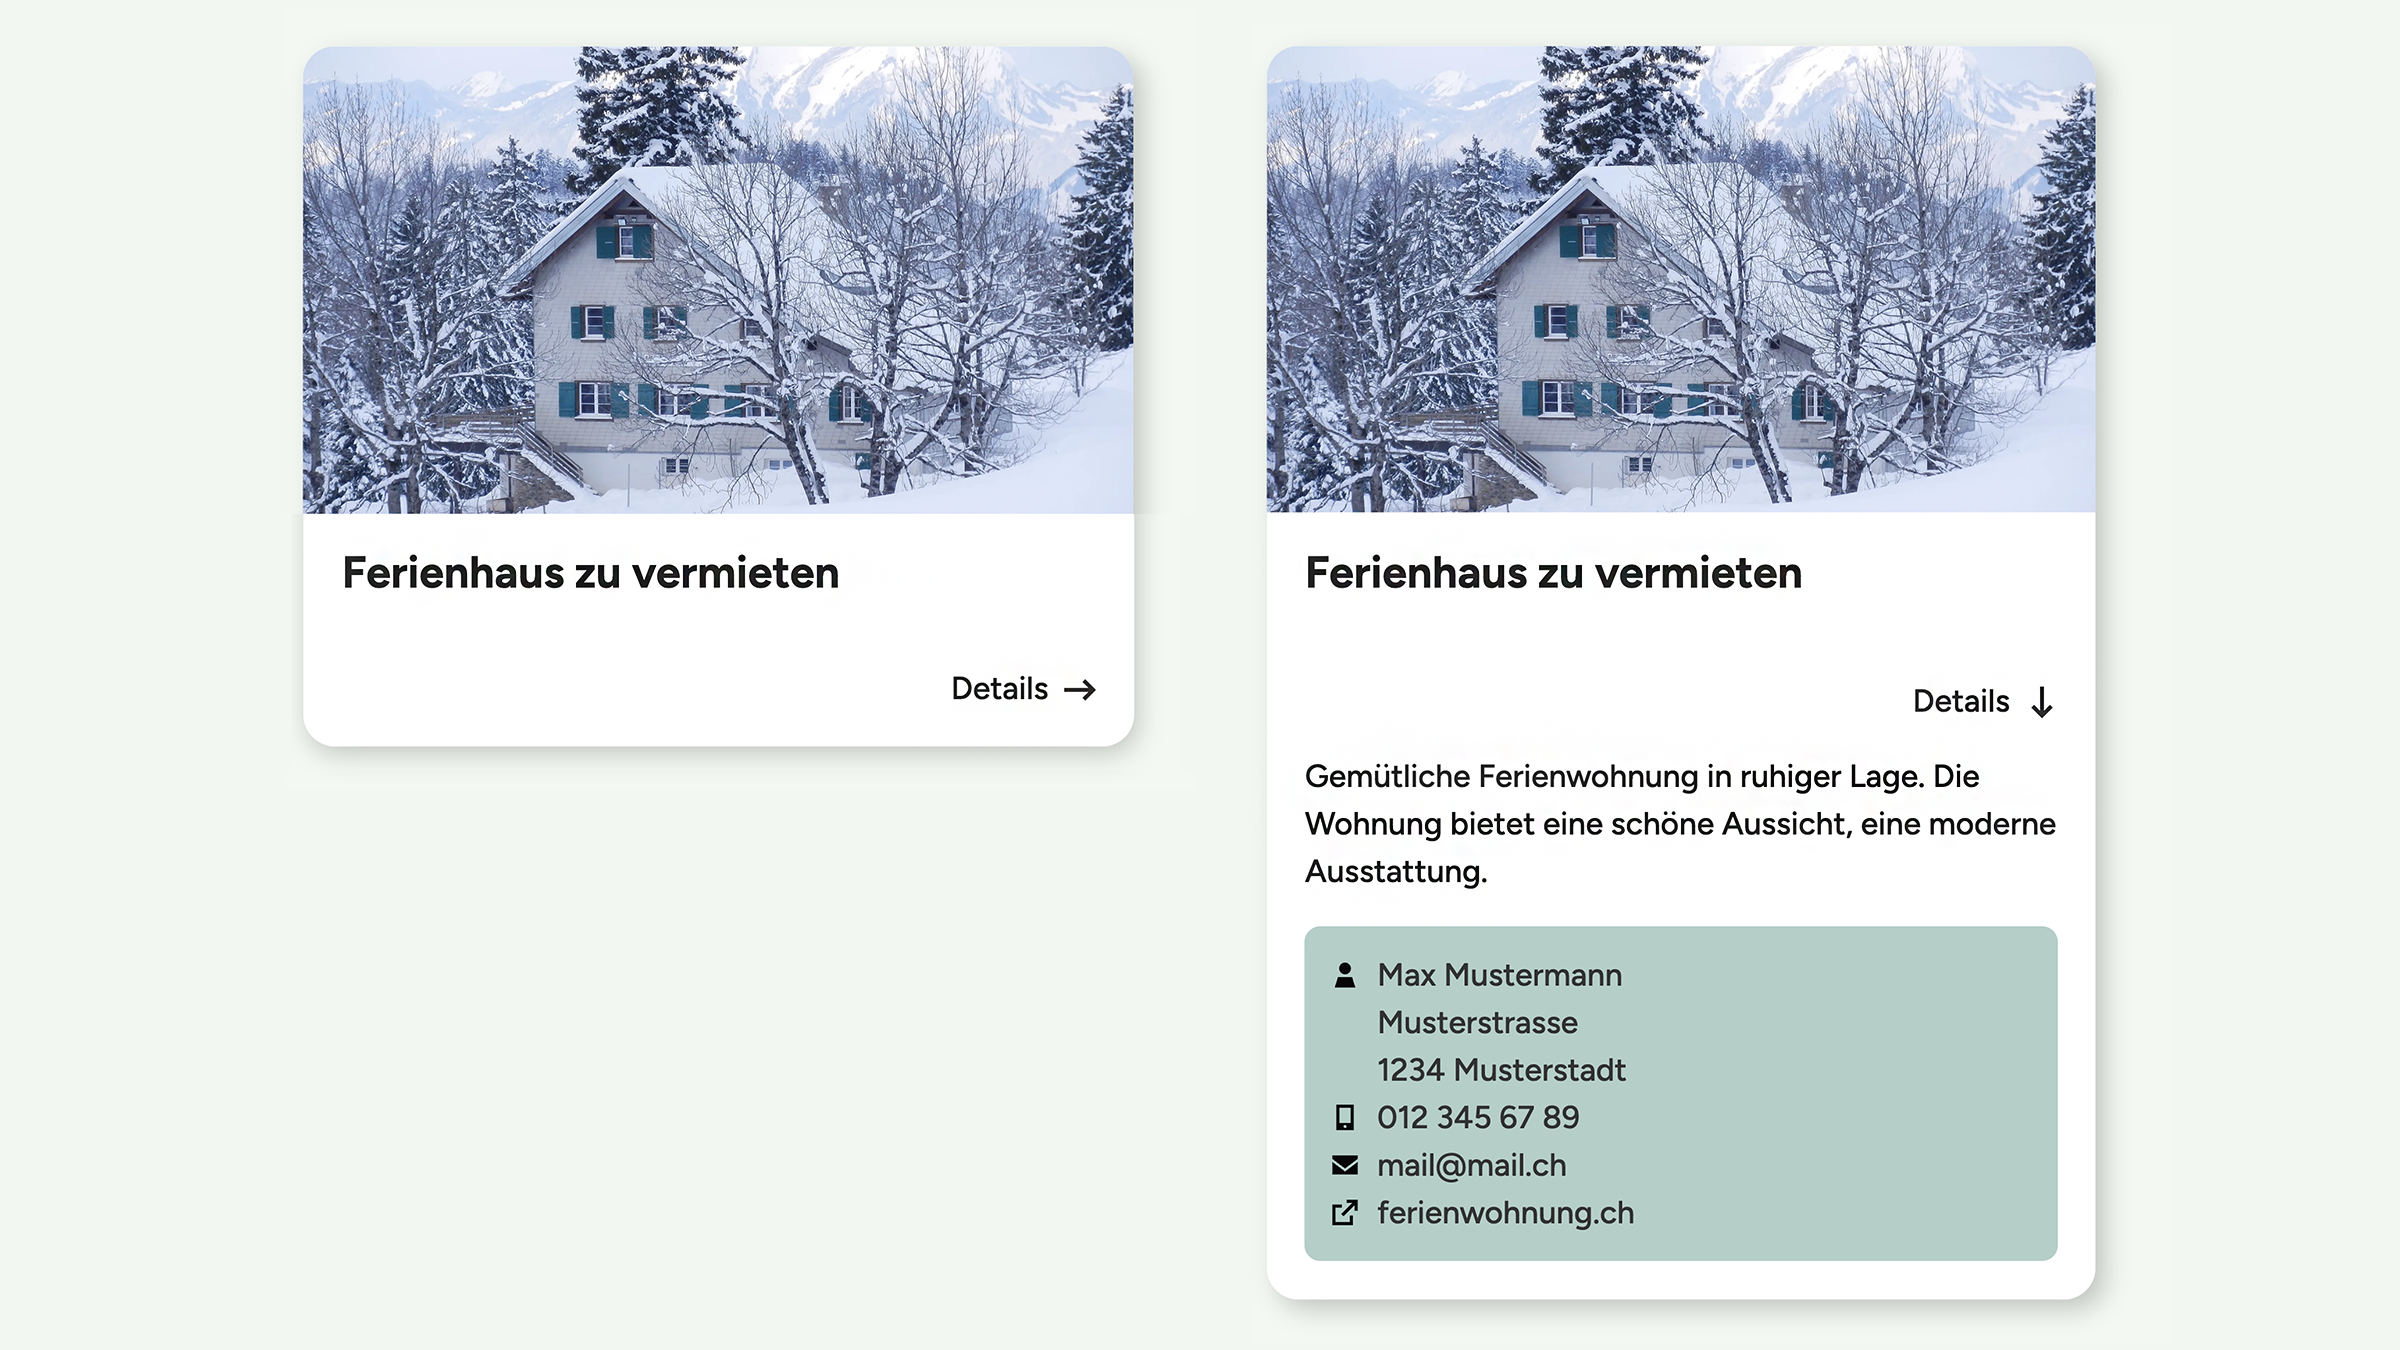 Ferienhaus zu vermieten
Details
Ferienhaus zu vermieten
Details
Gemütliche Ferienwohnung in ruhiger Lage. Die
Wohnung bietet eine schöne Aussicht, eine moderne
Ausstattung.
Max Mustermann
Musterstrasse
1234 Musterstadt
012 345 67 89
mail@mail.ch
ferienwohnung.ch